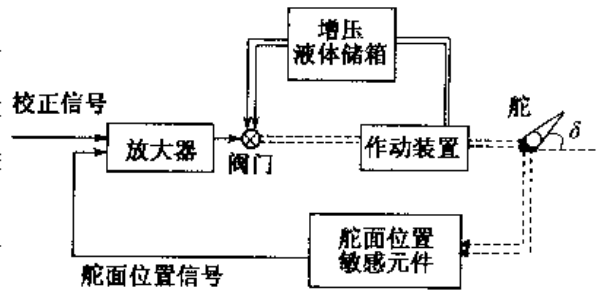 增压
液体储箱
校正信号
放大器
阀门
作动装置
舵
δ
舵面位置
敏感元件
舵面位置信号